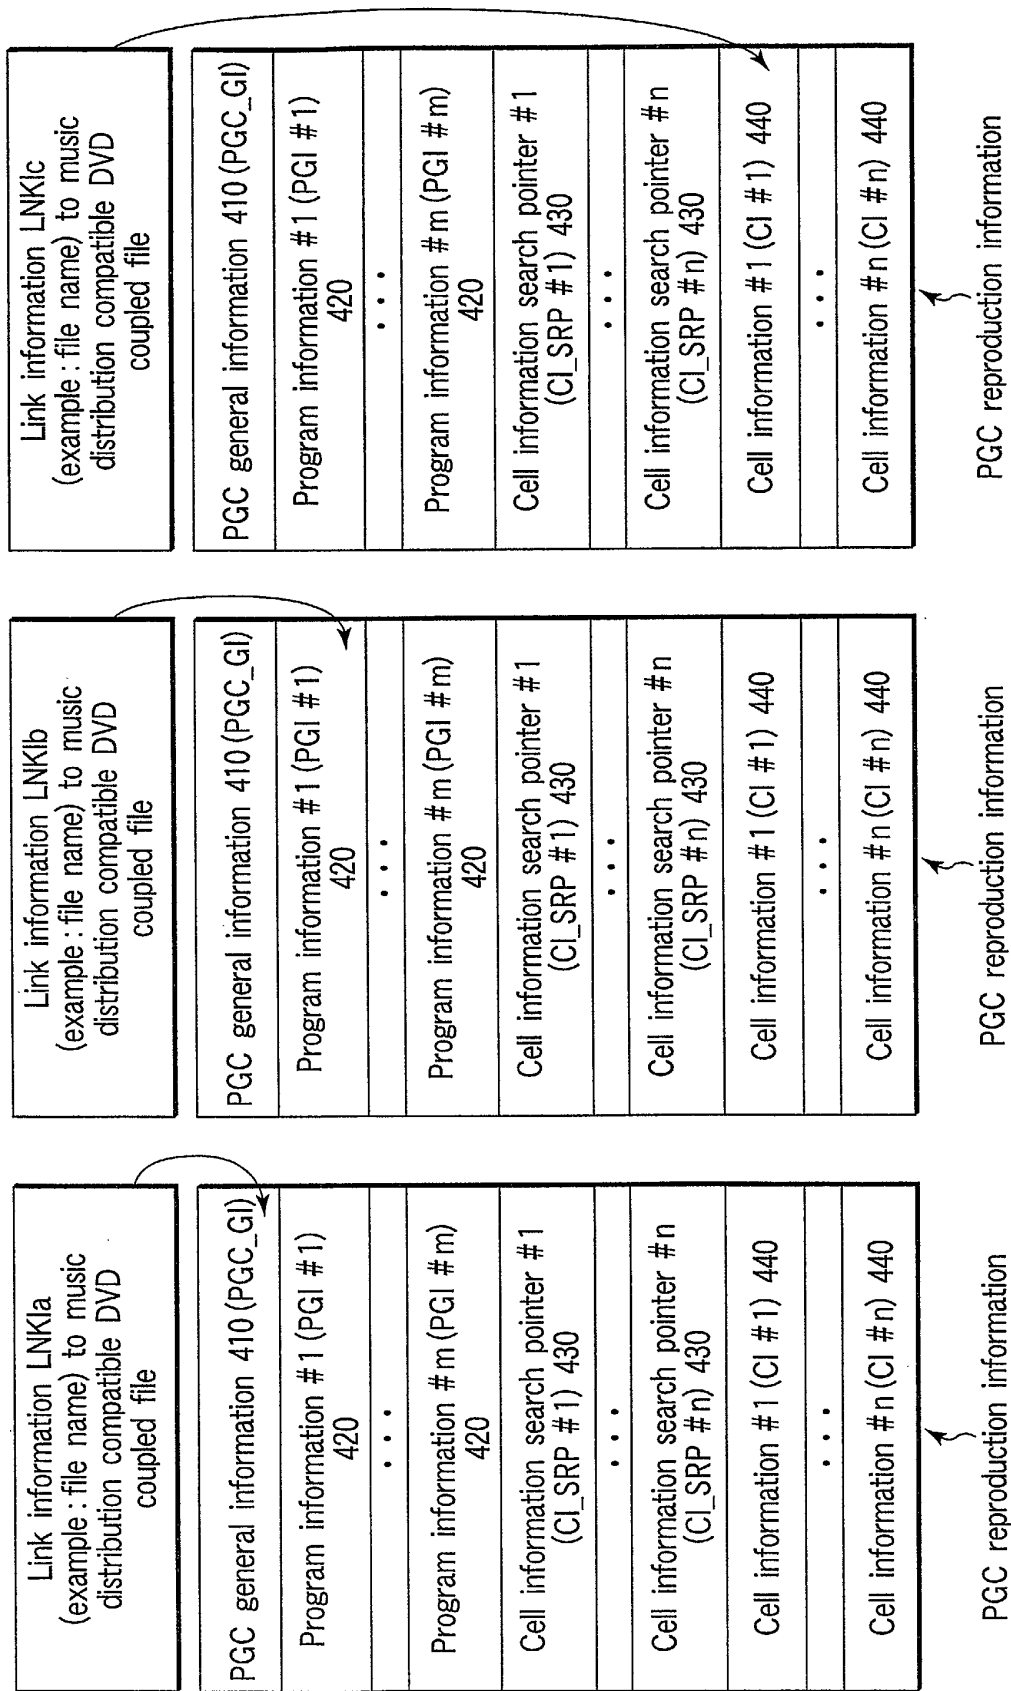 Link information LNKIa
(example : file name) to music
distribution compatible DVD
coupled file
PGC general information 410 (PGC_GI)
Program information #1 (PGI #1)
420
• • •
Program information #m (PGI #m)
420
Cell information search pointer #1
(CI_SRP #1) 430
• • •
Cell information search pointer #n
(CI_SRP #n) 430
Cell information #1 (CI #1) 440
• • •
Cell information #n (CI #n) 440
PGC reproduction information
Link information LNKIb
(example : file name) to music
distribution compatible DVD
coupled file
PGC general information 410 (PGC_GI)
Program information #1 (PGI #1)
420
• • •
Program information #m (PGI #m)
420
Cell information search pointer #1
(CI_SRP #1) 430
• • •
Cell information search pointer #n
(CI_SRP #n) 430
Cell information #1 (CI #1) 440
• • •
Cell information #n (CI #n) 440
PGC reproduction information
Link information LNKIc
(example : file name) to music
distribution compatible DVD
coupled file
PGC general information 410 (PGC_GI)
Program information #1 (PGI #1)
420
• • •
Program information #m (PGI #m)
420
Cell information search pointer #1
(CI_SRP #1) 430
• • •
Cell information search pointer #n
(CI_SRP #n) 430
Cell information #1 (CI #1) 440
• • •
Cell information #n (CI #n) 440
PGC reproduction information